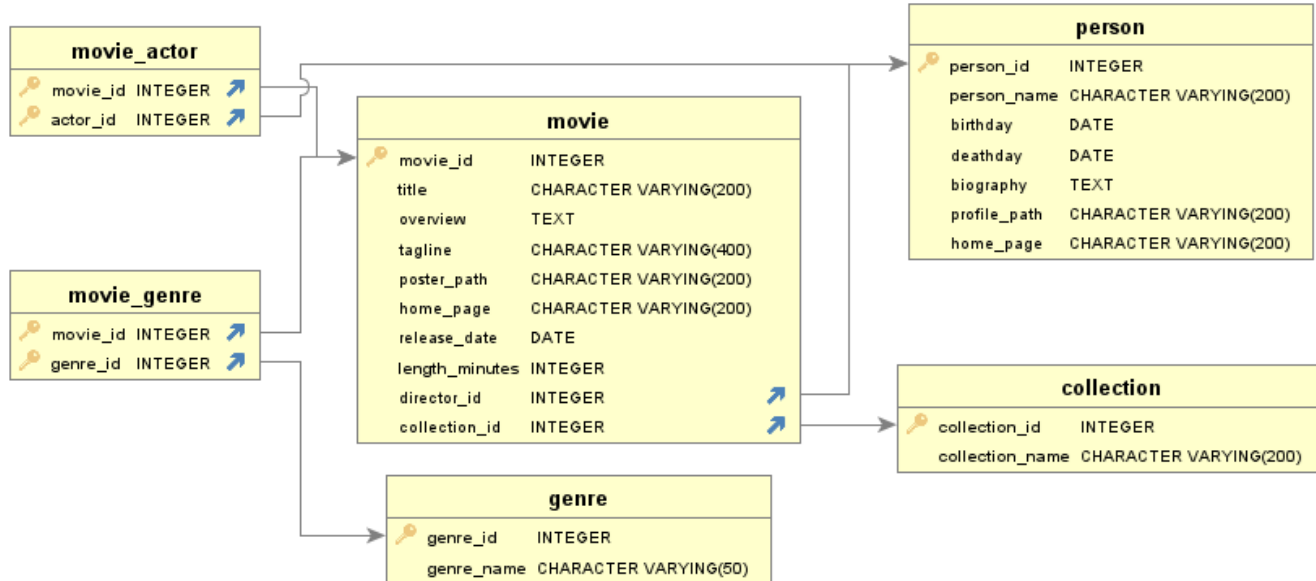 movie_actor
movie_id INTEGER
actor_id INTEGER
movie_genre
movie_id INTEGER
genre_id INTEGER
movie
movie_id INTEGER
title CHARACTER VARYING(200)
overview TEXT
tagline CHARACTER VARYING(400)
poster_path CHARACTER VARYING(200)
home_page CHARACTER VARYING(200)
release_date DATE
length_minutes INTEGER
director_id INTEGER
collection_id INTEGER
genre
genre_id INTEGER
genre_name CHARACTER VARYING(50)
person
person_id INTEGER
person_name CHARACTER VARYING(200)
birthday DATE
deathday DATE
biography TEXT
profile_path CHARACTER VARYING(200)
home_page CHARACTER VARYING(200)
collection
collection_id INTEGER
collection_name CHARACTER VARYING(200)